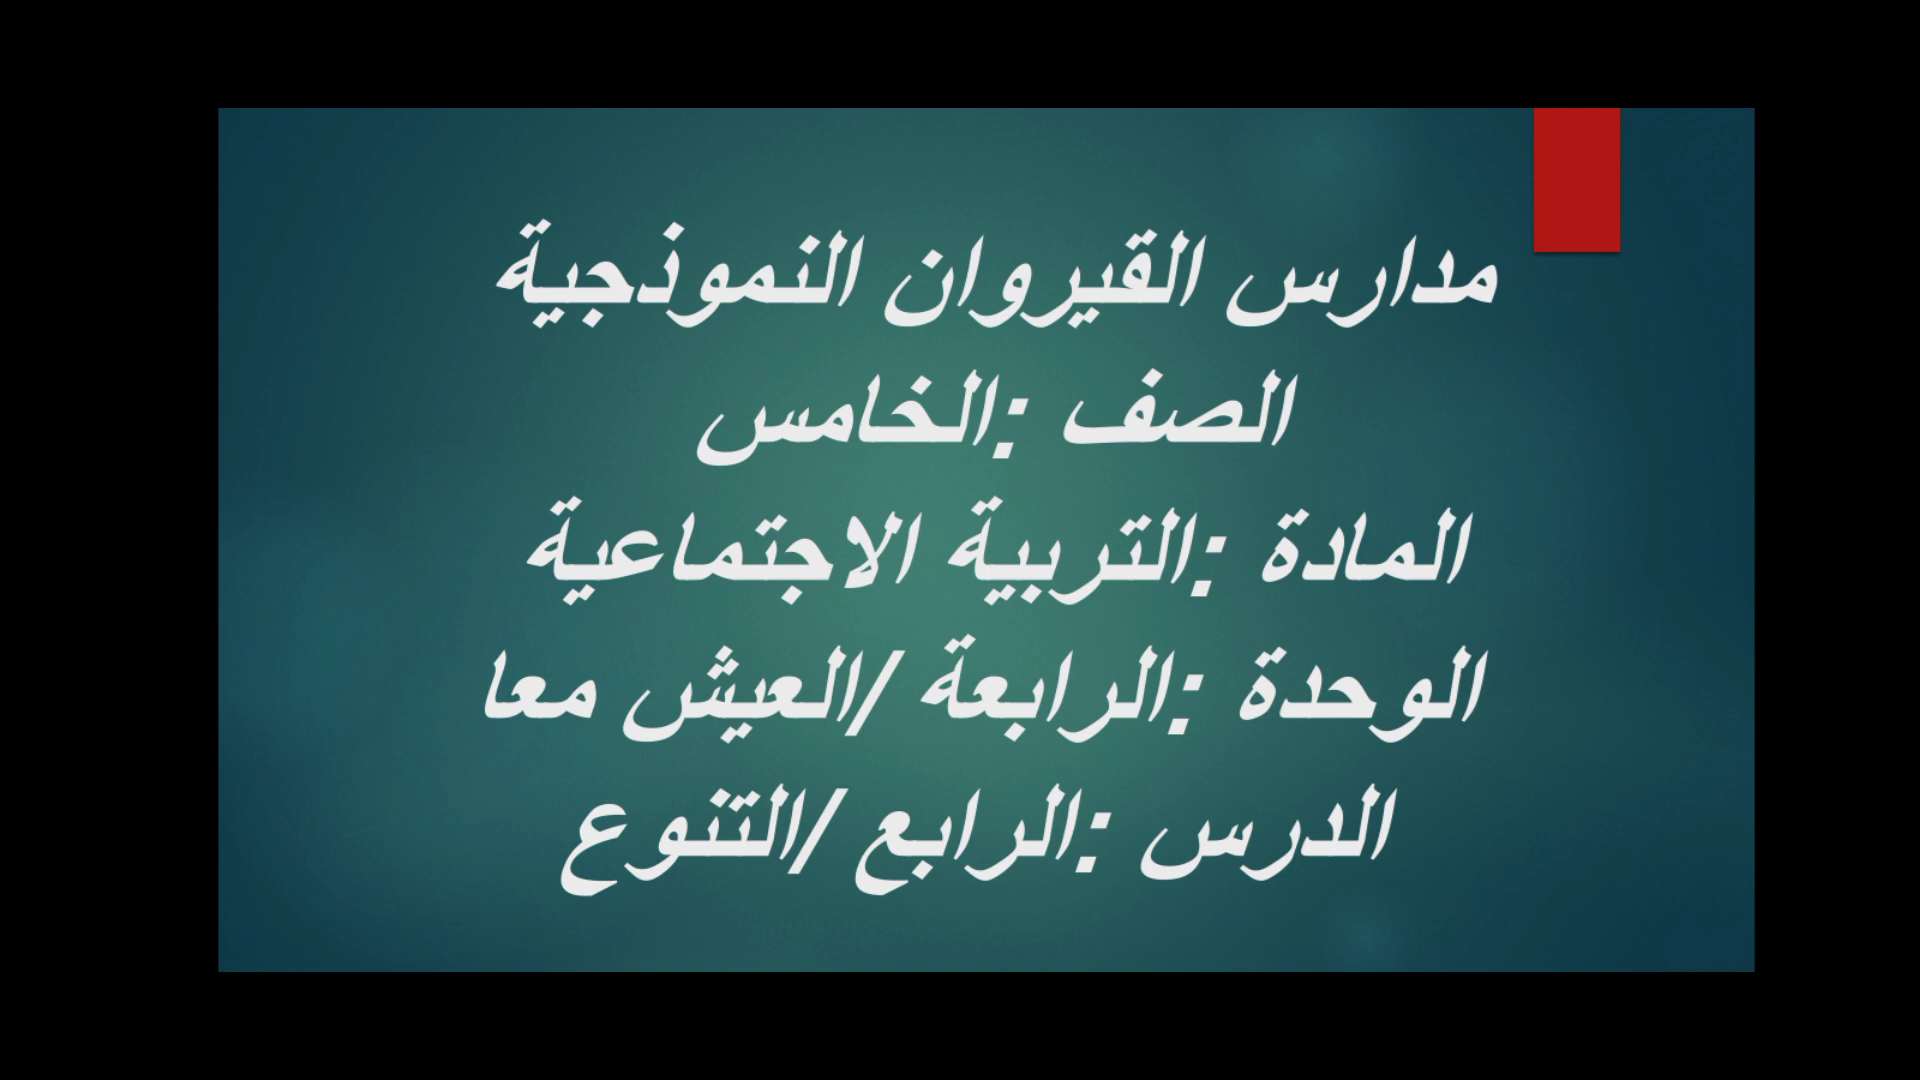 مدارس القيروان النموذجية
الصف :الخامس
المادة :التربية الاجتماعية
الوحدة :الرابعة /العيش معا
الدرس :الرابع /التنوع